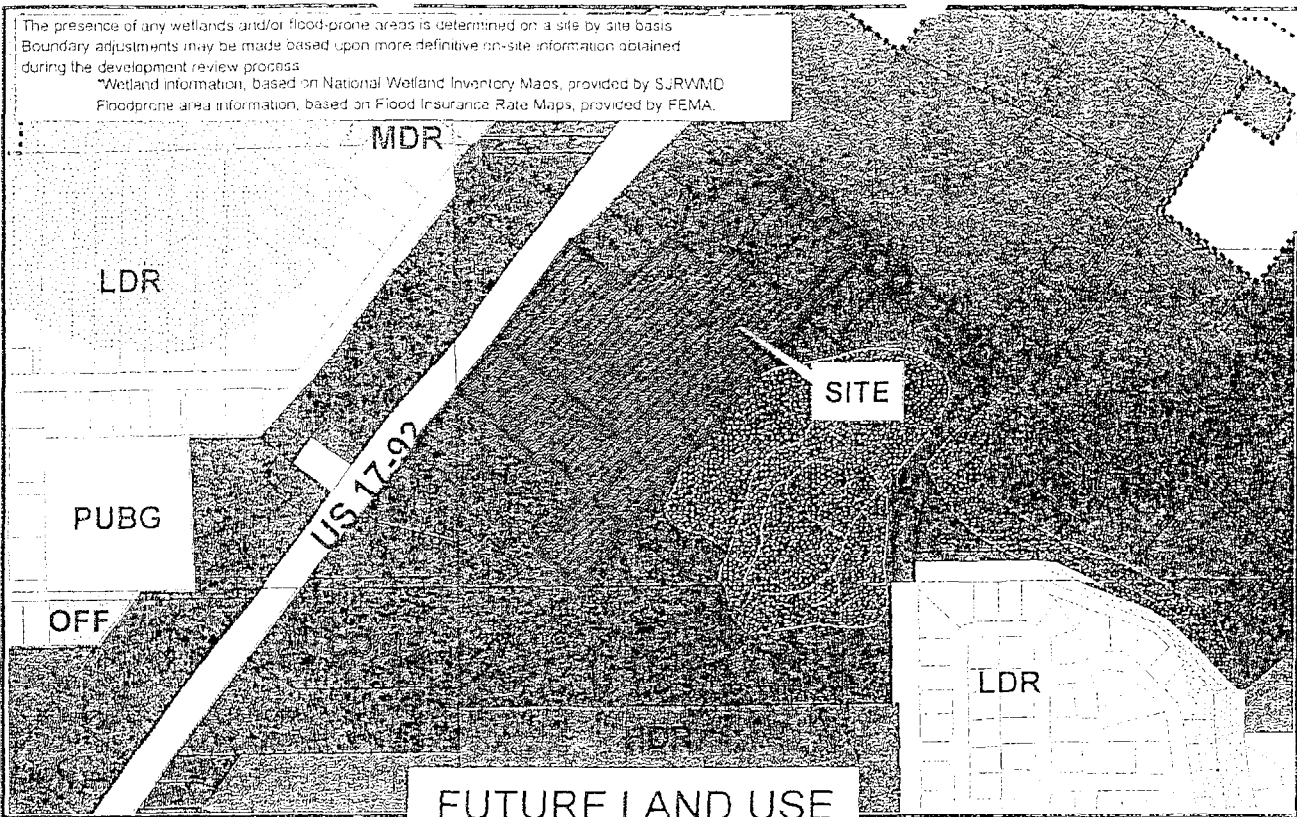 The presence of any wetlands and/or flood-prone areas is determined on a site by site basis
Boundary adjustments may be made based upon more definitive on-site information obtained
during the development review process
*Wetland information, based on National Wetland Inventory Maps, provided by SJRWMD
Floodprone area information, based on Flood Insurance Rate Maps, provided by FEMA.
MDR
LDR
SITE
US 17-92
PUBG
OFF
LDR
FUTURE LAND USE